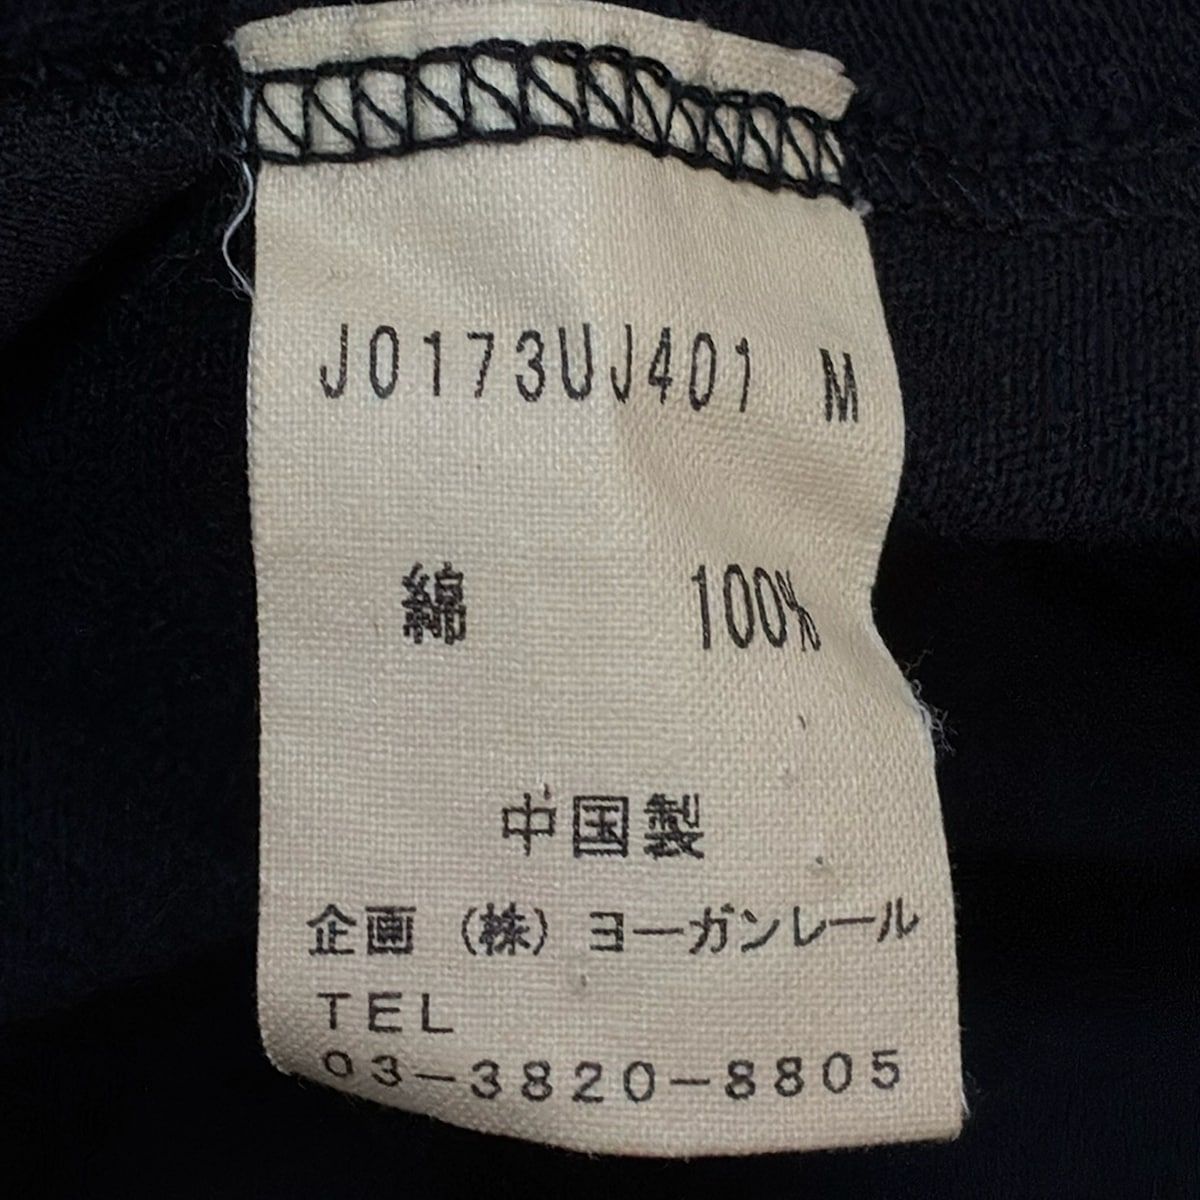 J0173UJ401 M
綿 100%
中国製
企画 (株) ヨーガンレール
TEL
03-3820-8805